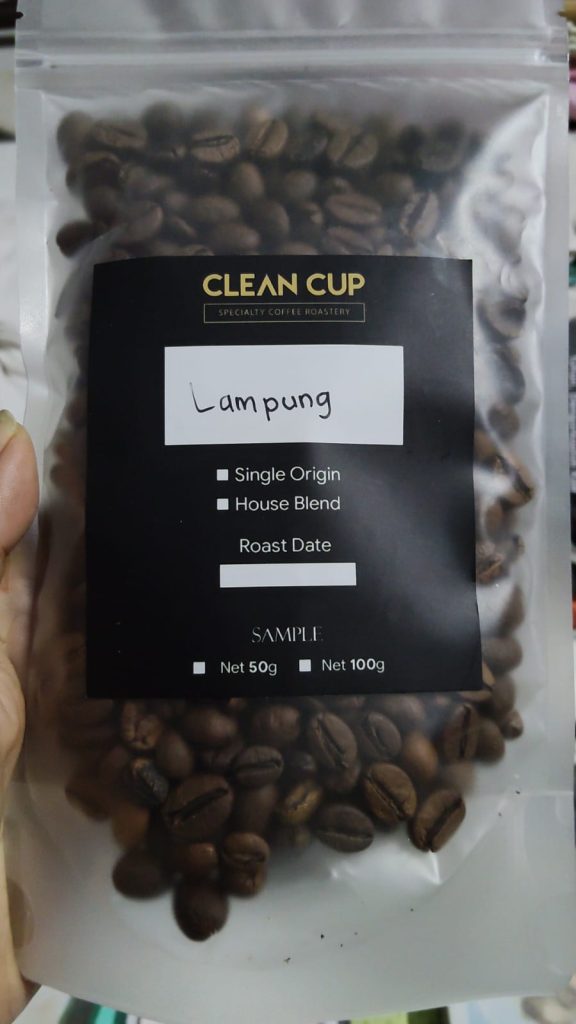 CLEAN CUP
SPECIALTY COFFEE ROASTERY
Lampung
Single Origin
House Blend
Roast Date
SAMPLE
Net 50g Net 100g